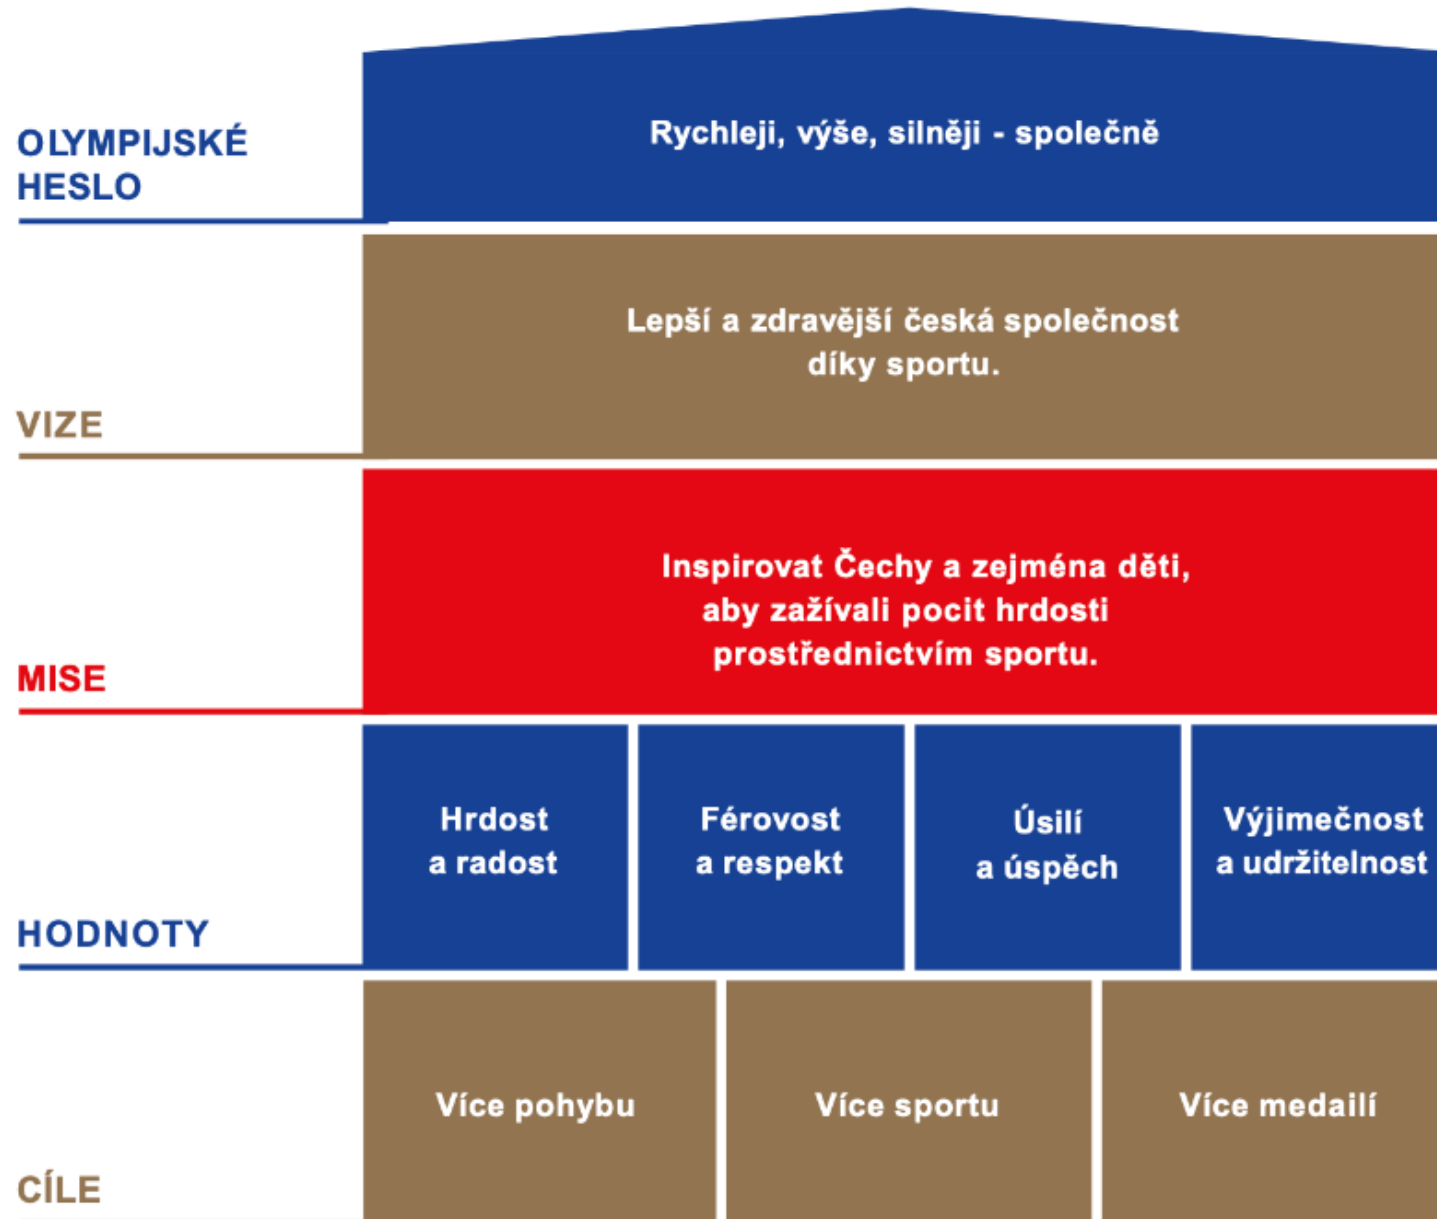 OLYMPIJSKÉ
HESLO
Rychleji, výše, silněji - společně
VIZE
Lepší a zdravější česká společnost
díky sportu.
MISE
Inspirovat Čechy a zejména děti,
aby zažívali pocit hrdosti
prostřednictvím sportu.
HODNOTY
Hrdost
a radost
Férovost
a respekt
Úsilí
a úspěch
Výjimečnost
a udržitelnost
CÍLE
Více pohybu
Více sportu
Více medailí